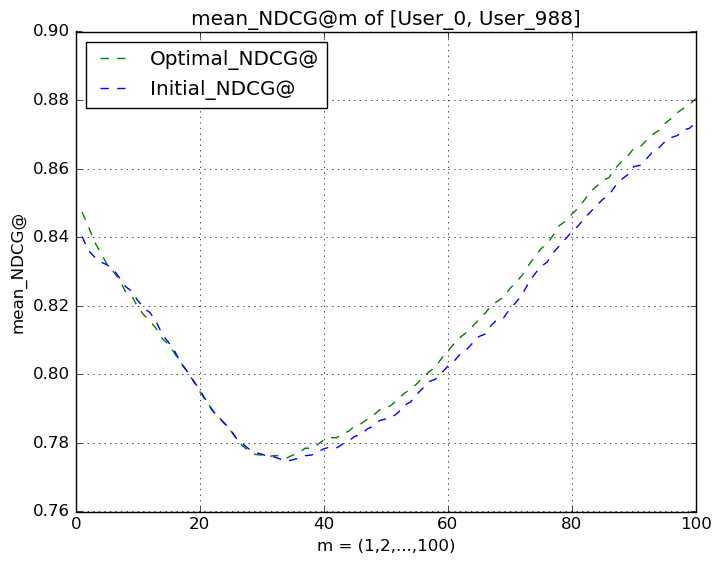 mean_NDCG@m of [User_0, User_988]
Optimal_NDCG@
Initial_NDCG@
0.90
0.88
0.86
0.84
0.82
0.80
0.78
0.76
mean_NDCG@
0 20 40 60 80 100
m = (1,2,...,100)